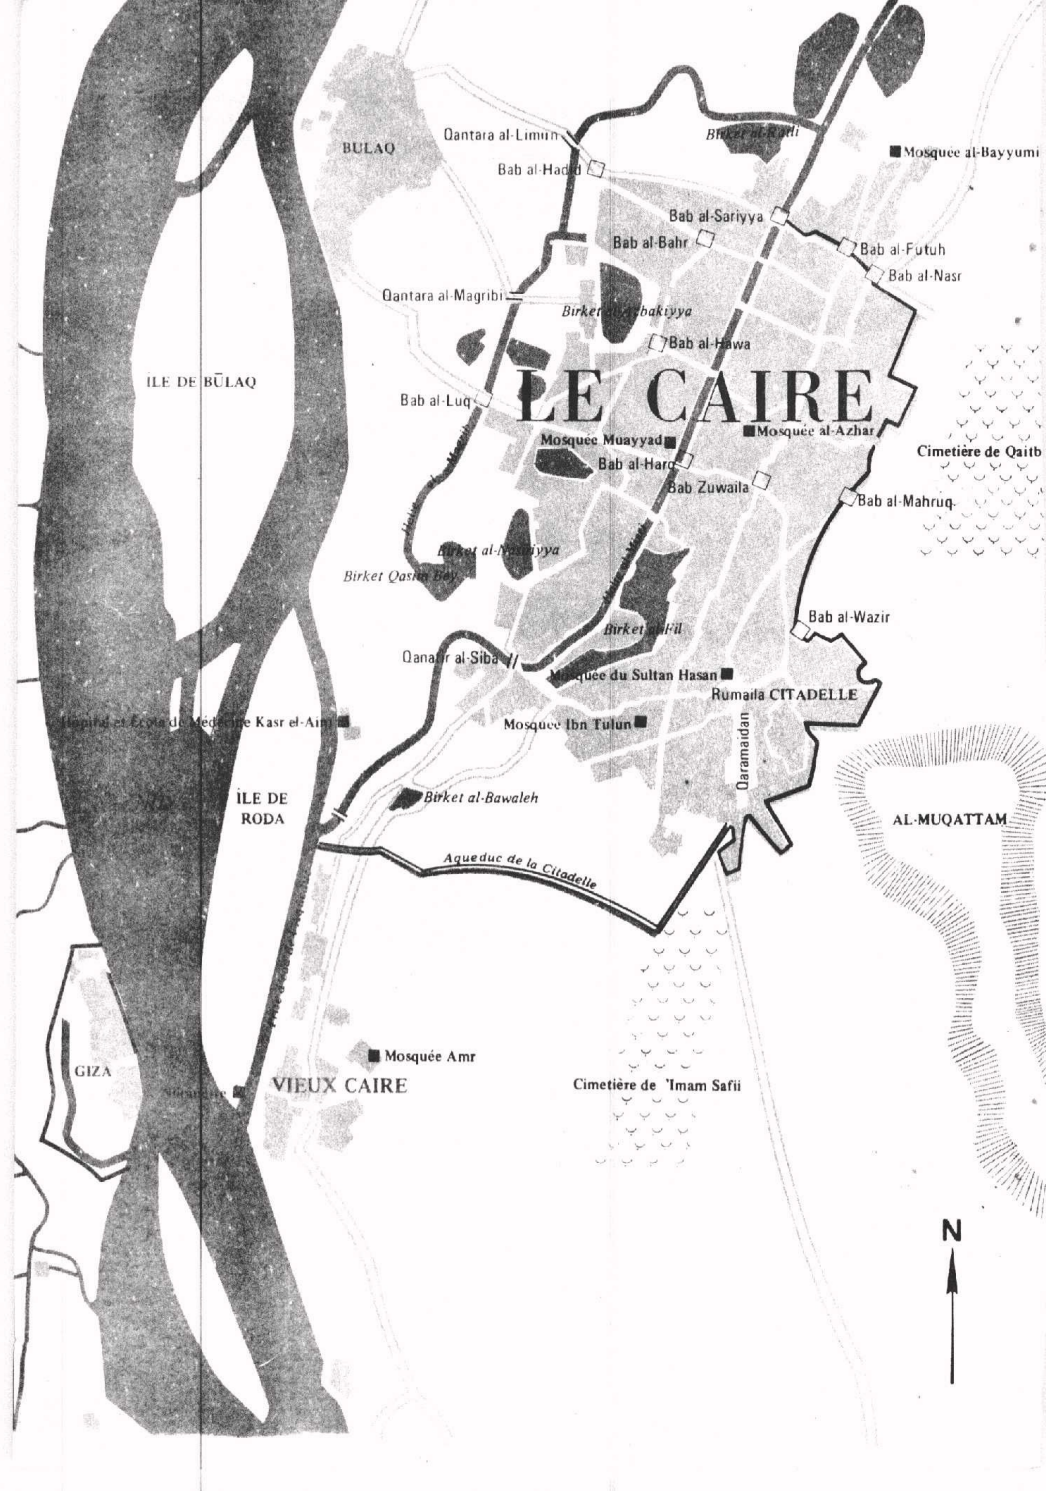 Qantara al-Limun
Birket al-Ratli
BULAQ
Mosquée al-Bayyumi
Bab al-Hadid
Bab al-Sariyya
Bab al-Bahr
Bab al-Futuh
Bab al-Nasr
Qantara al-Magribi
Birket al-Azbakiyya
Bab al-Hawa
ILE DE BŪLAQ
LE CAIRE
Bab al-Luq
Mosquée al-Azhar
Mosquée Muayyad
Cimetière de Qaitb
Bab al-Harq
Bab Zuwaila
Bab al-Mahruq
Birket al-Nasiriyya
Birket Qasim Bey
Bab al-Wazir
Birket al-Fil
Qanatir al-Siba
Mosquée du Sultan Hasan
Rumaila CITADELLE
Hôpital et École de Médecine Kasr el-Aini
Mosquée Ibn Tulun
Qaramaidan
ILE DE
RODA
Birket al-Bawaleh
AL-MUQATTAM
Aqueduc de la Citadelle
Mosquée Amr
GIZA
VIEUX CAIRE
Cimetière de 'Imam Safii
N